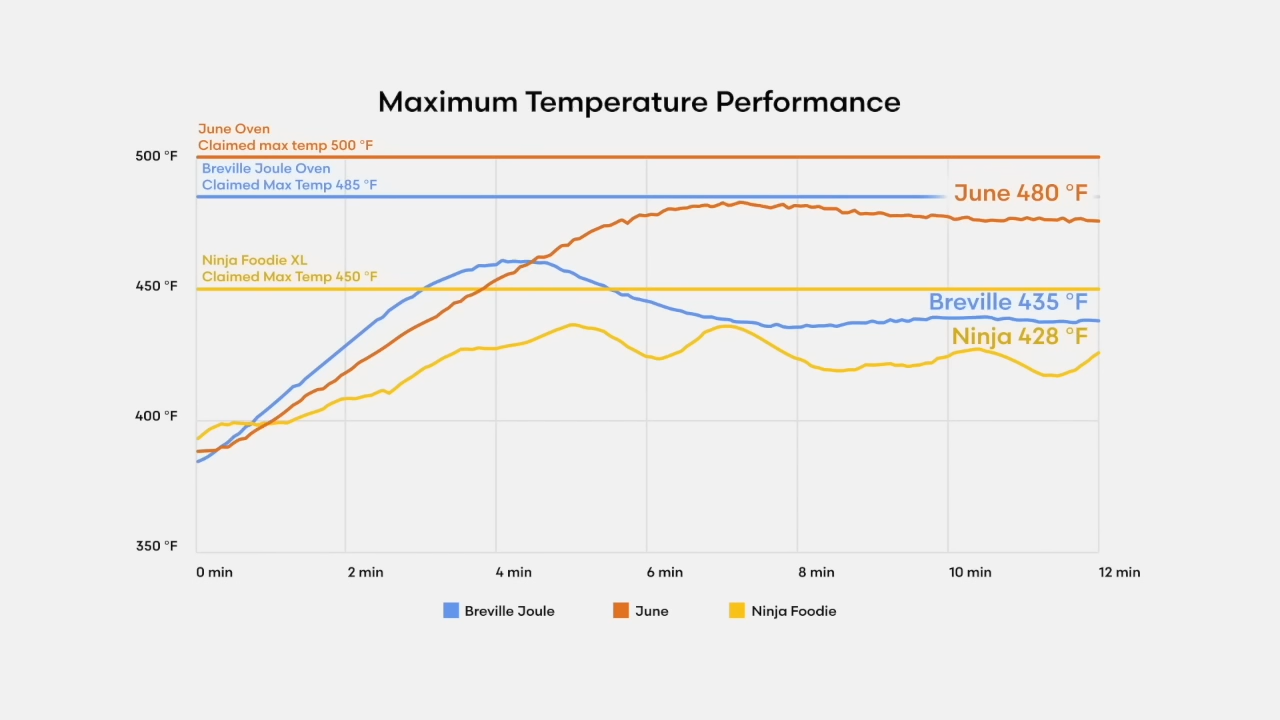 Maximum Temperature Performance
June Oven
Claimed max temp 500 °F
500 °F
Breville Joule Oven
Claimed Max Temp 485 °F
June 480 °F
Ninja Foodie XL
Claimed Max Temp 450 °F
450 °F
Breville 435 °F
Ninja 428 °F
400 °F
350 °F
0 min 2 min 4 min 6 min 8 min 10 min 12 min
Breville Joule June Ninja Foodie